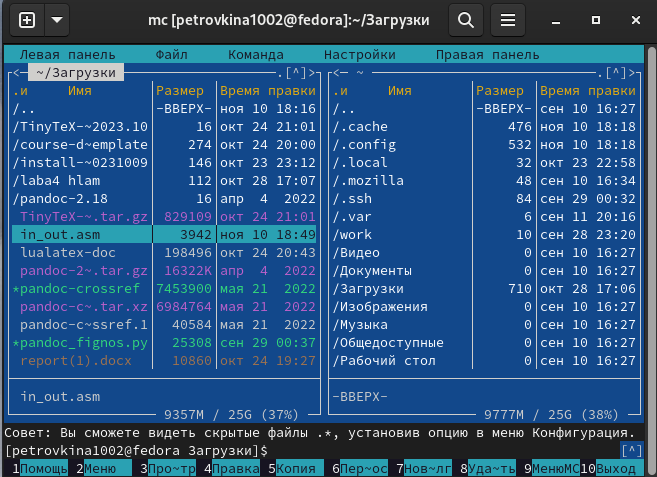 mc [petrovkina1002@fedora]:~/Загрузки
Левая панель Файл Команда Настройки Правая панель
<— ~/Загрузки .[^]> <— ~ .[^]>
.и Имя Размер Время правки .и Имя Размер Время правки
/.. –ВВЕРХ– ноя 10 18:16 /.. –ВВЕРХ– сен 10 16:27
/TinyTeX-~2023.10 16 окт 24 21:01 /.cache 476 ноя 10 18:18
/course-d~emplate 274 окт 24 20:00 /.config 532 ноя 10 18:18
/install-~0231009 146 окт 23 23:12 /.local 32 окт 23 22:58
/laba4 hlam 112 окт 28 17:07 /.mozilla 48 сен 10 16:34
/pandoc-2.18 16 апр 4 2022 /.ssh 84 сен 29 00:32
TinyTeX-~.tar.gz 829109 окт 24 21:01 /.var 6 сен 11 20:16
in_out.asm 3942 ноя 10 18:49 /work 10 сен 28 23:20
lualatex-doc 198496 окт 24 20:43 /Видео 0 сен 10 16:27
pandoc-2~.tar.gz 16322K апр 4 2022 /Документы 0 сен 10 16:27
*pandoc-crossref 7453900 мая 21 2022 /Загрузки 710 окт 28 17:06
pandoc-c~.tar.xz 6984764 мая 21 2022 /Изображения 0 сен 10 16:27
pandoc-c~ssref.1 40584 мая 21 2022 /Музыка 0 сен 10 16:27
*pandoc_fignos.py 25308 сен 29 00:37 /Общедоступные 0 сен 10 16:27
report(1).docx 10860 окт 24 19:27 /Рабочий стол 0 сен 10 16:27
in_out.asm –ВВЕРХ–
9357M / 25G (37%) 9777M / 25G (38%)
Совет: Вы сможете видеть скрытые файлы .*, установив опцию в меню Конфигурация.
[petrovkina1002@fedora Загрузки]$ [^]
1Помощь 2Меню 3Про~тр 4Правка 5Копия 6Пер~ос 7Нов~лг 8Уда~ть 9МенюМС10Выход